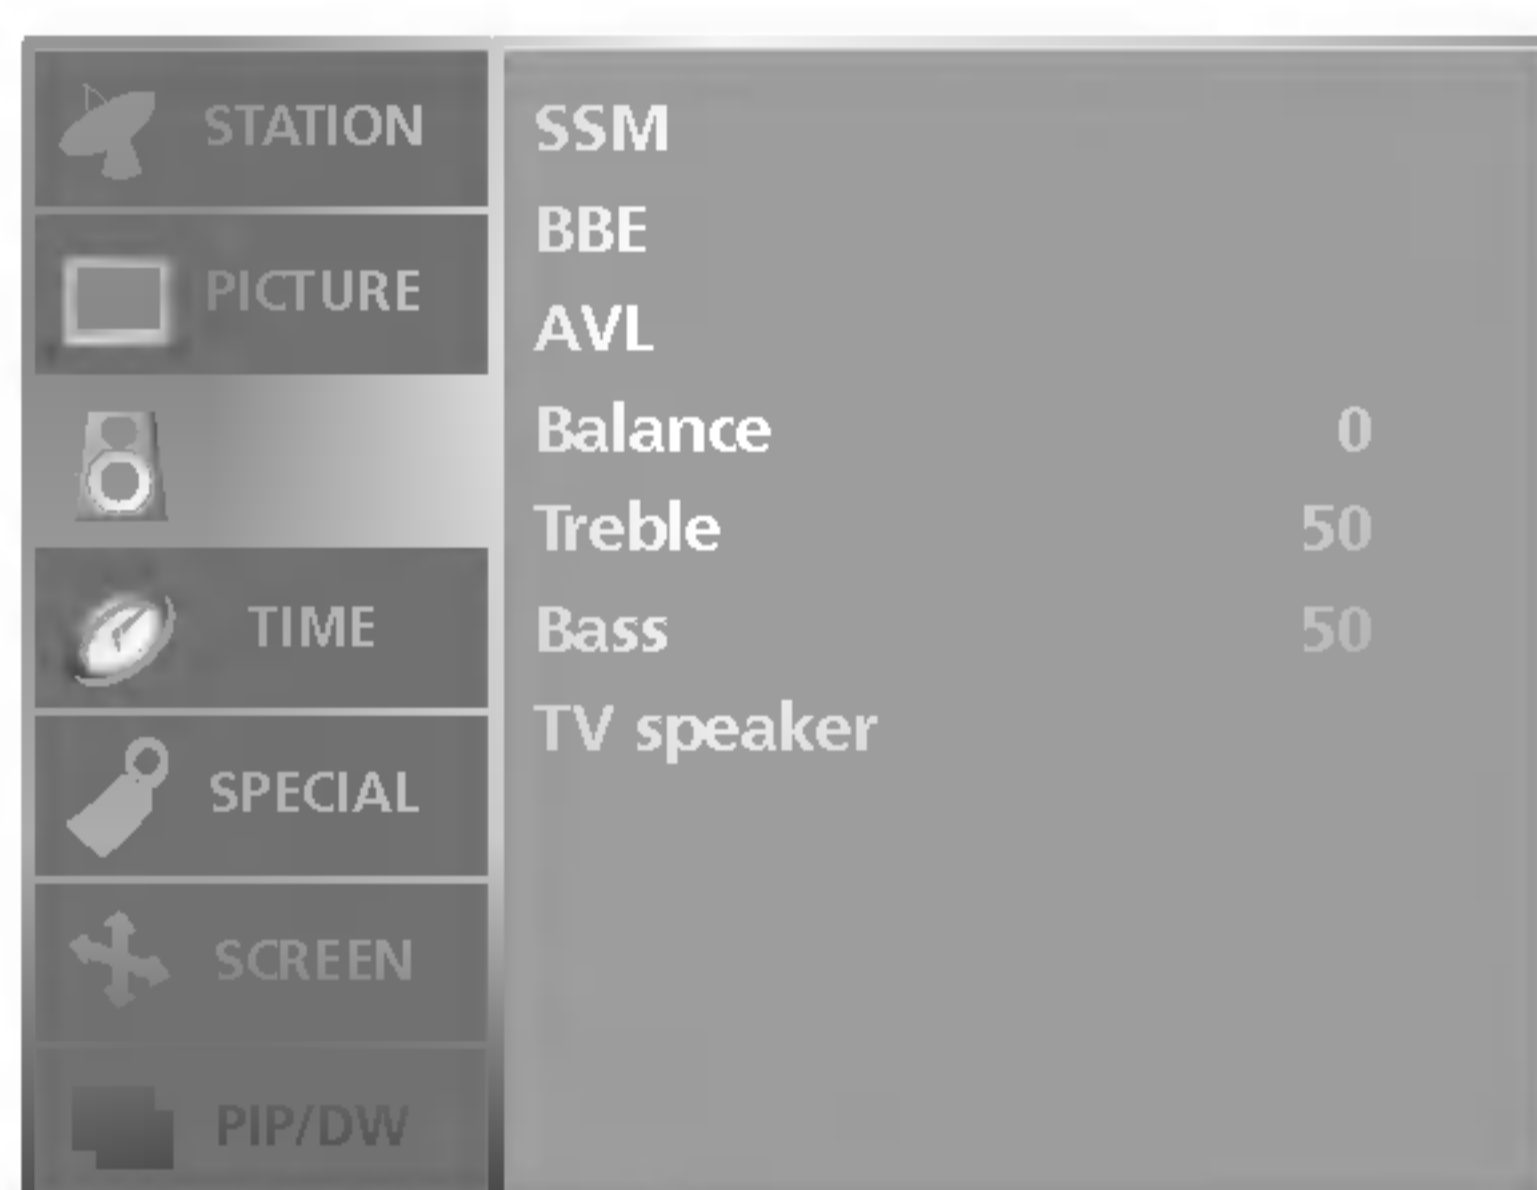 STATION
PICTURE
TIME
SPECIAL
SCREEN
PIP/DW
SSM
BBE
AVL
Balance 0
Treble 50
Bass 50
TV speaker